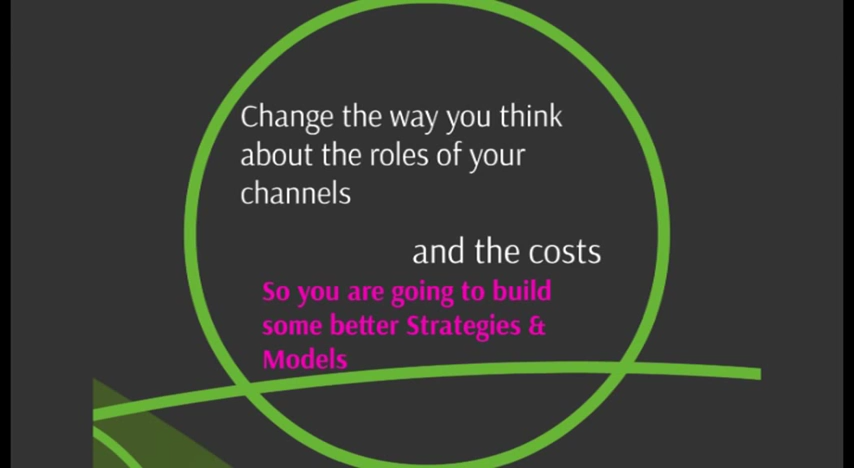 Change the way you think
about the roles of your
channels
and the costs
So you are going to build
some better Strategies &
Models